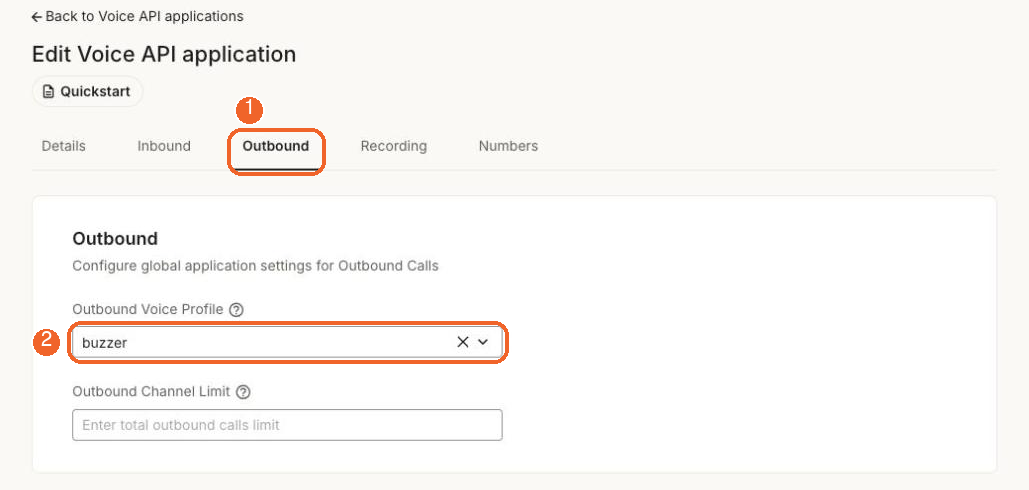 Back to Voice API applications
Edit Voice API application
Quickstart
1
Details Inbound Outbound Recording Numbers
Outbound
Configure global application settings for Outbound Calls
Outbound Voice Profile
2
buzzer
Outbound Channel Limit
Enter total outbound calls limit